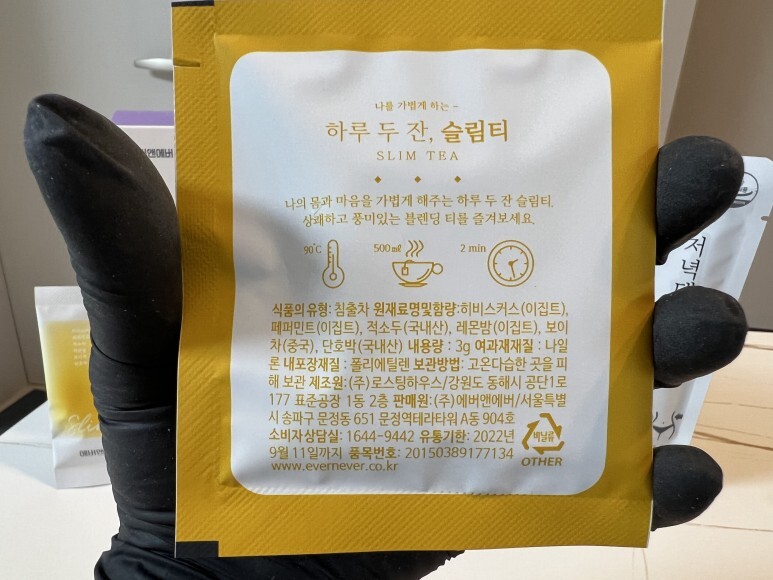 나를 가볍게 하는 –
하루 두 잔, 슬림티
SLIM TEA
나의 몸과 마음을 가볍게 해주는 하루 두 잔 슬림티.
상쾌하고 풍미있는 블렌딩 티를 즐겨보세요.
90℃ 500㎖ 2 min
식품의 유형: 침출차 원재료명및함량:히비스커스(이집트),
페퍼민트(이집트), 적소두(국내산), 레몬밤(이집트), 보이
차(중국), 단호박(국내산) 내용량 : 3g 여과재재질 : 나일
론 내포장재질 : 폴리에틸렌 보관방법: 고온다습한 곳을 피
해 보관 제조원:(주)로스팅하우스/강원도 동해시 공단1로
177 표준공장 1동 2층 판매원:(주)에버앤에버/서울특별
시 송파구 문정동 651 문정역테라타워 A동 904호
소비자상담실: 1644-9442 유통기한: 2022년
9월 11일까지 품목번호: 20150389177134
www.evernever.co.kr
비닐류
OTHER
앤에버
저녁